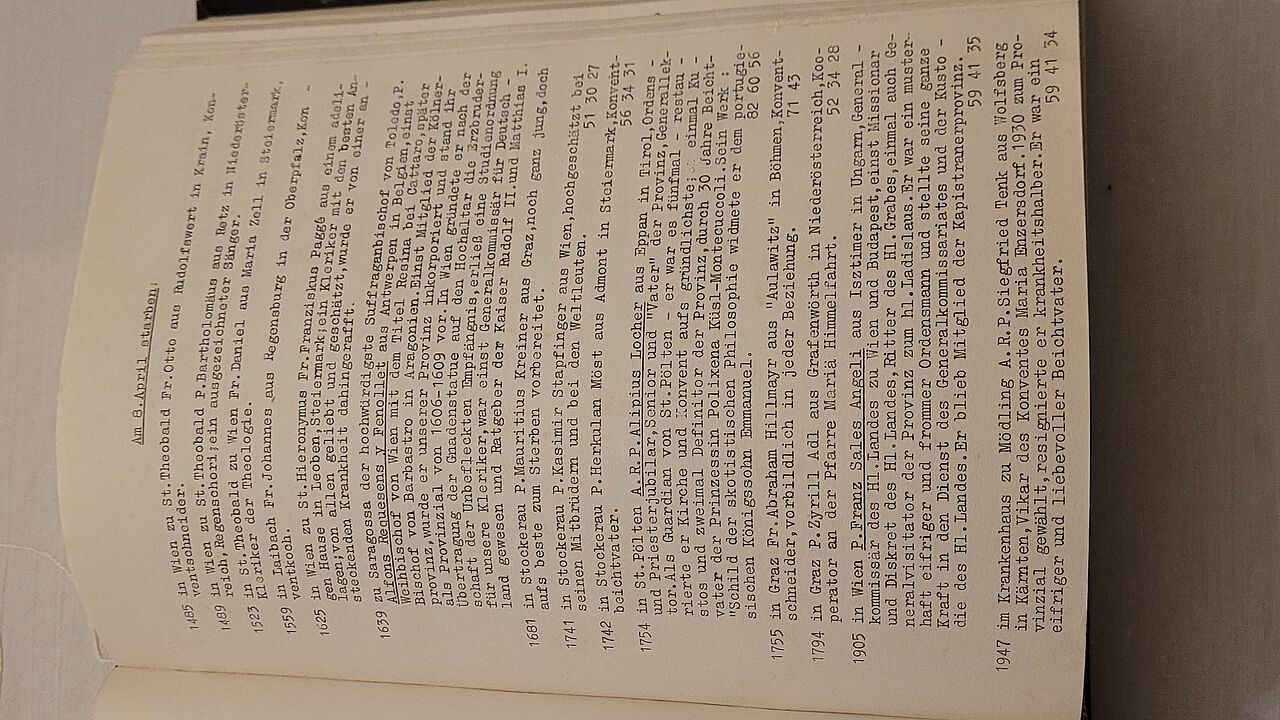 Am 8.April starben:
1485 in Wien zu St.Theobald Fr.Otto aus Rudolfswert in Krain, Kon-
ventschneider.
1489 in Wien zu St.Theobald P.Bartholomäus aus Retz in Niederöster-
reich,Regenschori;ein ausgezeichneter Sänger.
1523 in St.Theobald zu Wien Fr.Daniel aus Maria Zell in Steiermark,
Kleriker der Theologie.
1559 in Laibach Fr.Johannes aus Regensburg in der Oberpfalz,Kon -
ventkoch.
1625 in Wien zu St.Hieronymus Fr.Franziskus Paggé aus einem adeli-
gen Hause in Leoben,Steiermark;ein Kleriker mit den besten An-
lagen,von allen geliebt und geschätzt,wurde er von einer an -
steckenden Krankheit dahingerafft.
1639 zu Saragossa der hochwürdigste Suffraganbischof von Toledo,P.
Alfons Requesens y Fenollet aus Antwerpen in Belgien,einst
Weihbischof von Wien mit dem Titel Resina bei Cattaro,später
Bischof von Barbastro in Aragonien.Einst Mitglied der Kölner-
provinz,wurde er unserer Provinz inkorporiert und stand ihr
als Provinzial von 1606-1609 vor.In Wien gründete er nach der
Übertragung der Gnadenstatue auf den Hochaltar die Erzbruder-
schaft der Unbefleckten Empfängnis,erließ eine Studienordnung
für unsere Kleriker,war einst Generalkommissär für Deutsch -
land gewesen und Ratgeber der Kaiser Rudolf II.und Matthias I.
1681 in Stockerau P.Mauritius Kreiner aus Graz,noch ganz jung,doch
aufs beste zum Sterben vorbereitet.
1741 in Stockerau P.Kasimir Stapfinger aus Wien,hochgeschätzt bei
seinen Mitbrüdern und bei den Weltleuten. 51 30 27
1742 in Stockerau P.Herkulan Möst aus Admont in Steiermark,Konvent-
beichtvater. 56 34 31
1754 in St.Pölten A.R.P.Alipius Locher aus Eppan in Tirol,Ordens -
und Priesterjubilar,Senior und "Vater" der Provinz,Generallek-
tor.Als Guardian von St.Pölten - er war es fünfmal - restau -
rierte er Kirche und Konvent aufs gründlichste; einmal Ku -
stos und zweimal Definitor der Provinz,durch 30 Jahre Beicht-
vater der Prinzessin Polixena Küsl-Montecuccoli.Sein Werk :
"Schild der skotistischen Philosophie widmete er dem portugie-
sischen Königssohn Emmanuel. 82 60 56
1755 in Graz Fr.Abraham Hillmayr aus "Aulawitz" in Böhmen,Konvent-
schneider,vorbildlich in jeder Beziehung. 71 43
1794 in Graz P.Zyrill Adl aus Grafenwörth in Niederösterreich,Koo-
perator an der Pfarre Mariä Himmelfahrt. 52 34 28
1905 in Wien P.Franz Sales Angeli aus Isztimer in Ungarn,General -
kommissär des Hl.Landes zu Wien und Budapest,einst Missionar
und Diskret des Hl.Landes,Ritter des Hl.Grabes,einmal auch Ge-
neralvisitator der Provinz zum hl.Ladislaus.Er war ein muster-
haft eifriger und frommer Ordensmann und stellte seine ganze
Kraft in den Dienst des Generalkommissariates und der Kusto -
die des Hl.Landes.Er blieb Mitglied der Kapistranerprovinz.
59 41 35
1947 im Krankenhaus zu Mödling A.R.P.Siegfried Tenk aus Wolfsberg
in Kärnten,Vikar des Konventes Maria Enzersdorf.1930 zum Pro-
vinzial gewählt,resignierte er krankheitshalber.Er war ein
eifriger und liebevoller Beichtvater. 59 41 34